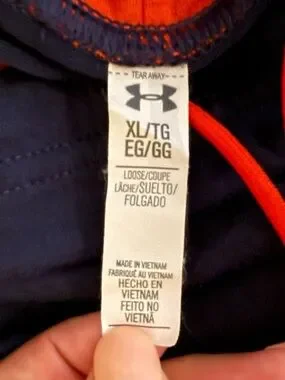 TEAR AWAY
XL/TG
EG/GG
LOOSE/COUPE
LÂCHE/SUELTO/
FOLGADO
MADE IN VIETNAM
FABRIQUÉ AU VIETNAM
HECHO EN
VIETNAM
FEITO NO
VIETNÃ